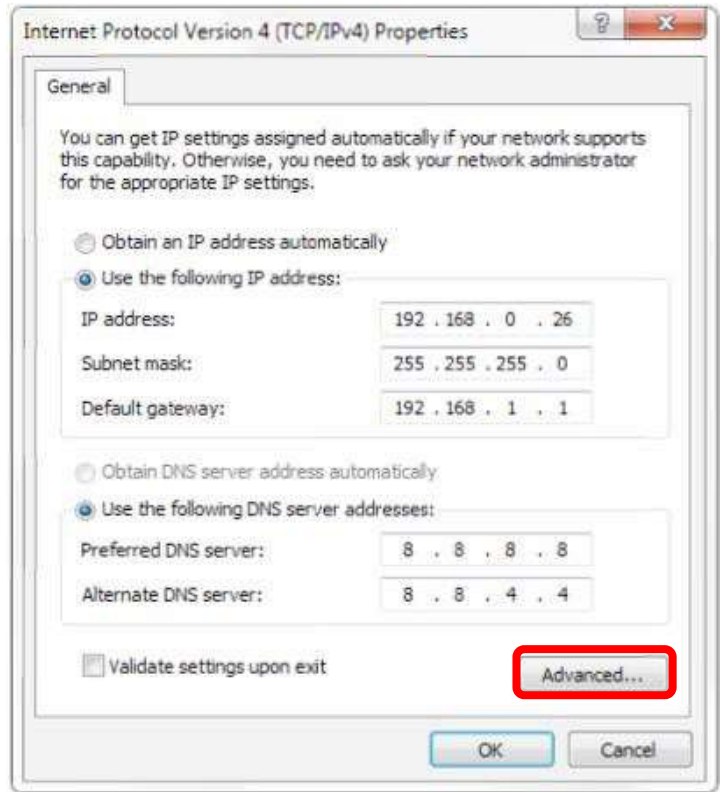 Internet Protocol Version 4 (TCP/IPv4) Properties
General
You can get IP settings assigned automatically if your network supports
this capability. Otherwise, you need to ask your network administrator
for the appropriate IP settings.
Obtain an IP address automatically
Use the following IP address:
IP address: 192 . 168 . 0 . 26
Subnet mask: 255 . 255 . 255 . 0
Default gateway: 192 . 168 . 1 . 1
Obtain DNS server address automatically
Use the following DNS server addresses:
Preferred DNS server: 8 . 8 . 8 . 8
Alternate DNS server: 8 . 8 . 4 . 4
Validate settings upon exit
Advanced...
OK Cancel